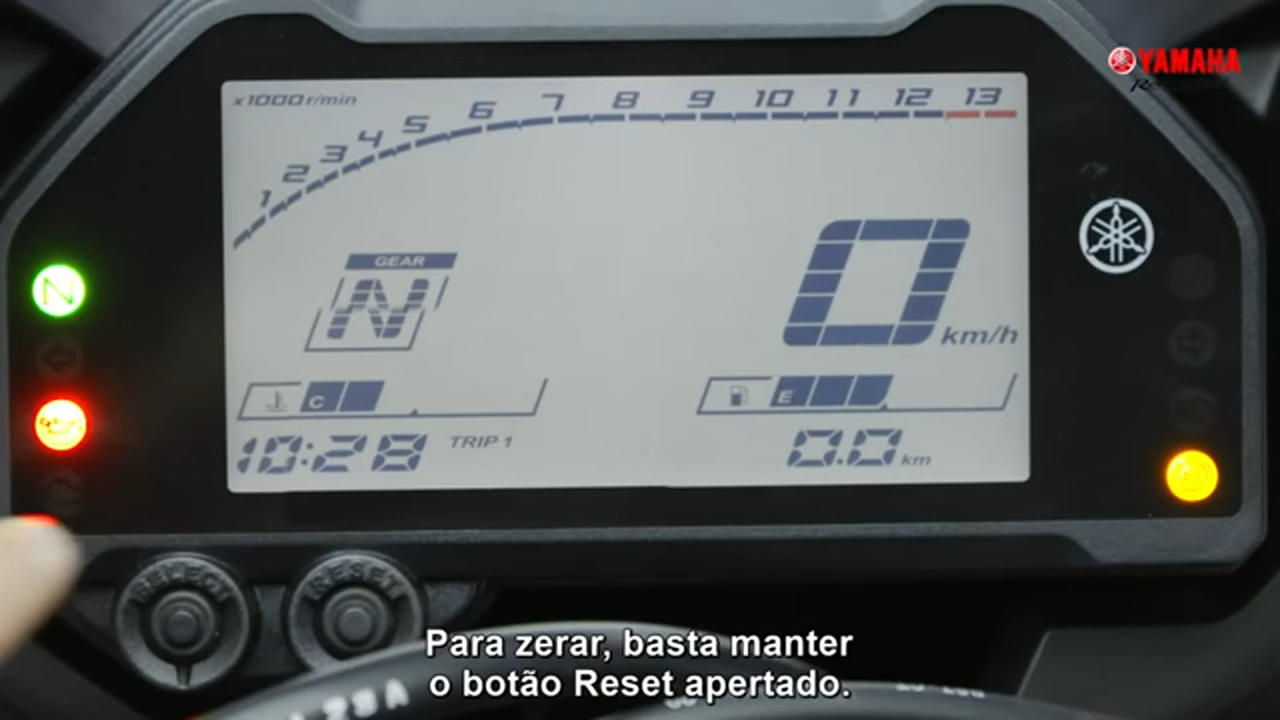 YAMAHA
x1000 r/min
1 2 3 4 5 6 7 8 9 10 11 12 13
GEAR
N
N
0 km/h
C
E
10:28 TRIP 1
0.0 km
SELECT
RESET
Para zerar, basta manter
o botão Reset apertado.